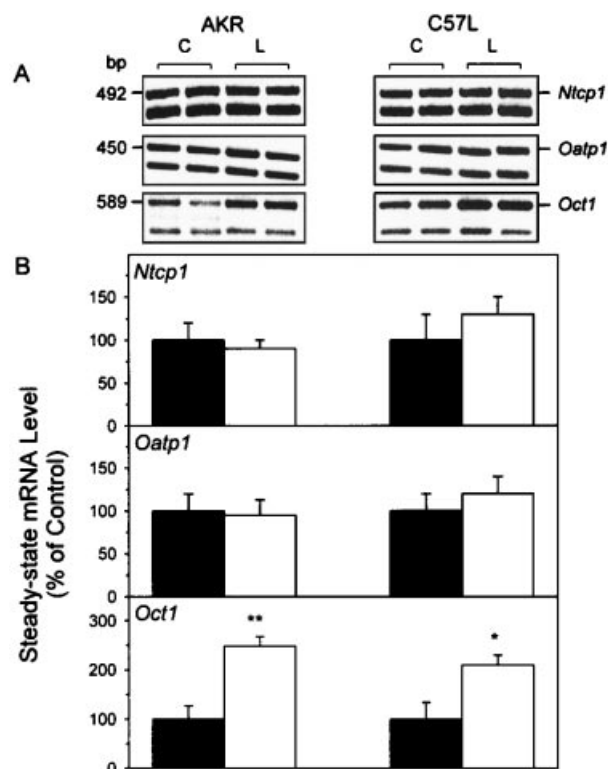 AKR C57L
C L C L
A
bp
492 Ntcp1
450 Oatp1
589 Oct1
B
Steady-state mRNA Level
(% of Control)
Ntcp1
150
100
50
0
Oatp1
150
100
50
0
Oct1
300
200
100
0
** *